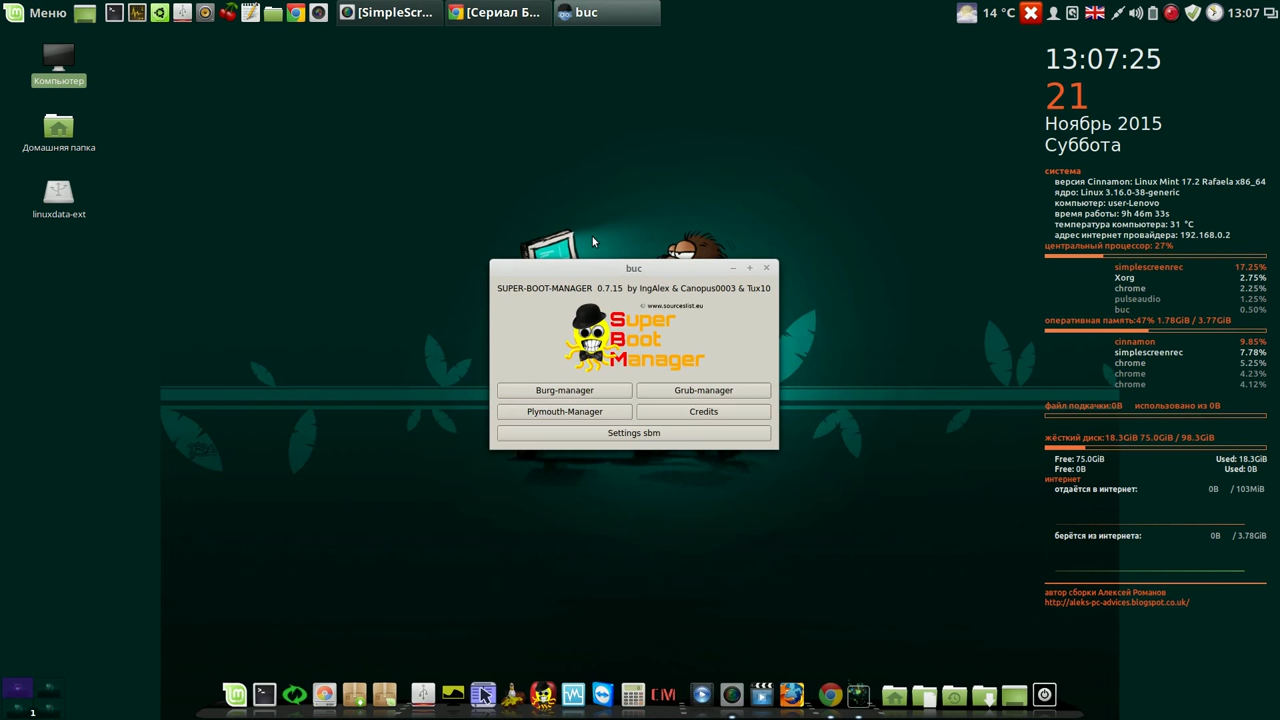 Меню
[SimpleScr...
[Сериал Б...
buc
14 °C
13:07
Компьютер
Домашняя папка
linuxdata-ext
buc
SUPER-BOOT-MANAGER 0.7.15 by IngAlex & Canopus0003 & Tux10
© www.sourceslist.eu
Super
Boot
Manager
Burg-manager
Grub-manager
Plymouth-Manager
Credits
Settings sbm
13:07:25
21
Ноябрь 2015
Суббота
система
версия Cinnamon: Linux Mint 17.2 Rafaela x86_64
ядро: Linux 3.16.0-38-generic
компьютер: user-Lenovo
время работы: 9h 46m 33s
температура компьютера: 31 °C
адрес интернет провайдера: 192.168.0.2
центральный процессор: 27%
simplescreenrec 17.25%
Xorg 2.75%
chrome 2.25%
pulseaudio 1.25%
buc 0.50%
оперативная память:47% 1.78GiB / 3.77GiB
cinnamon 9.85%
simplescreenrec 7.78%
chrome 5.25%
chrome 4.23%
chrome 4.12%
файл подкачки:0B использовано из 0B
жёсткий диск:18.3GiB 75.0GiB / 98.3GiB
Free: 75.0GiB Used: 18.3GiB
Free: 0B Used: 0B
интернет
отдаётся в интернет: 0B / 103MiB
берётся из интернета: 0B / 3.78GiB
автор сборки Алексей Романов
http://aleks-pc-advices.blogspot.co.uk/
1